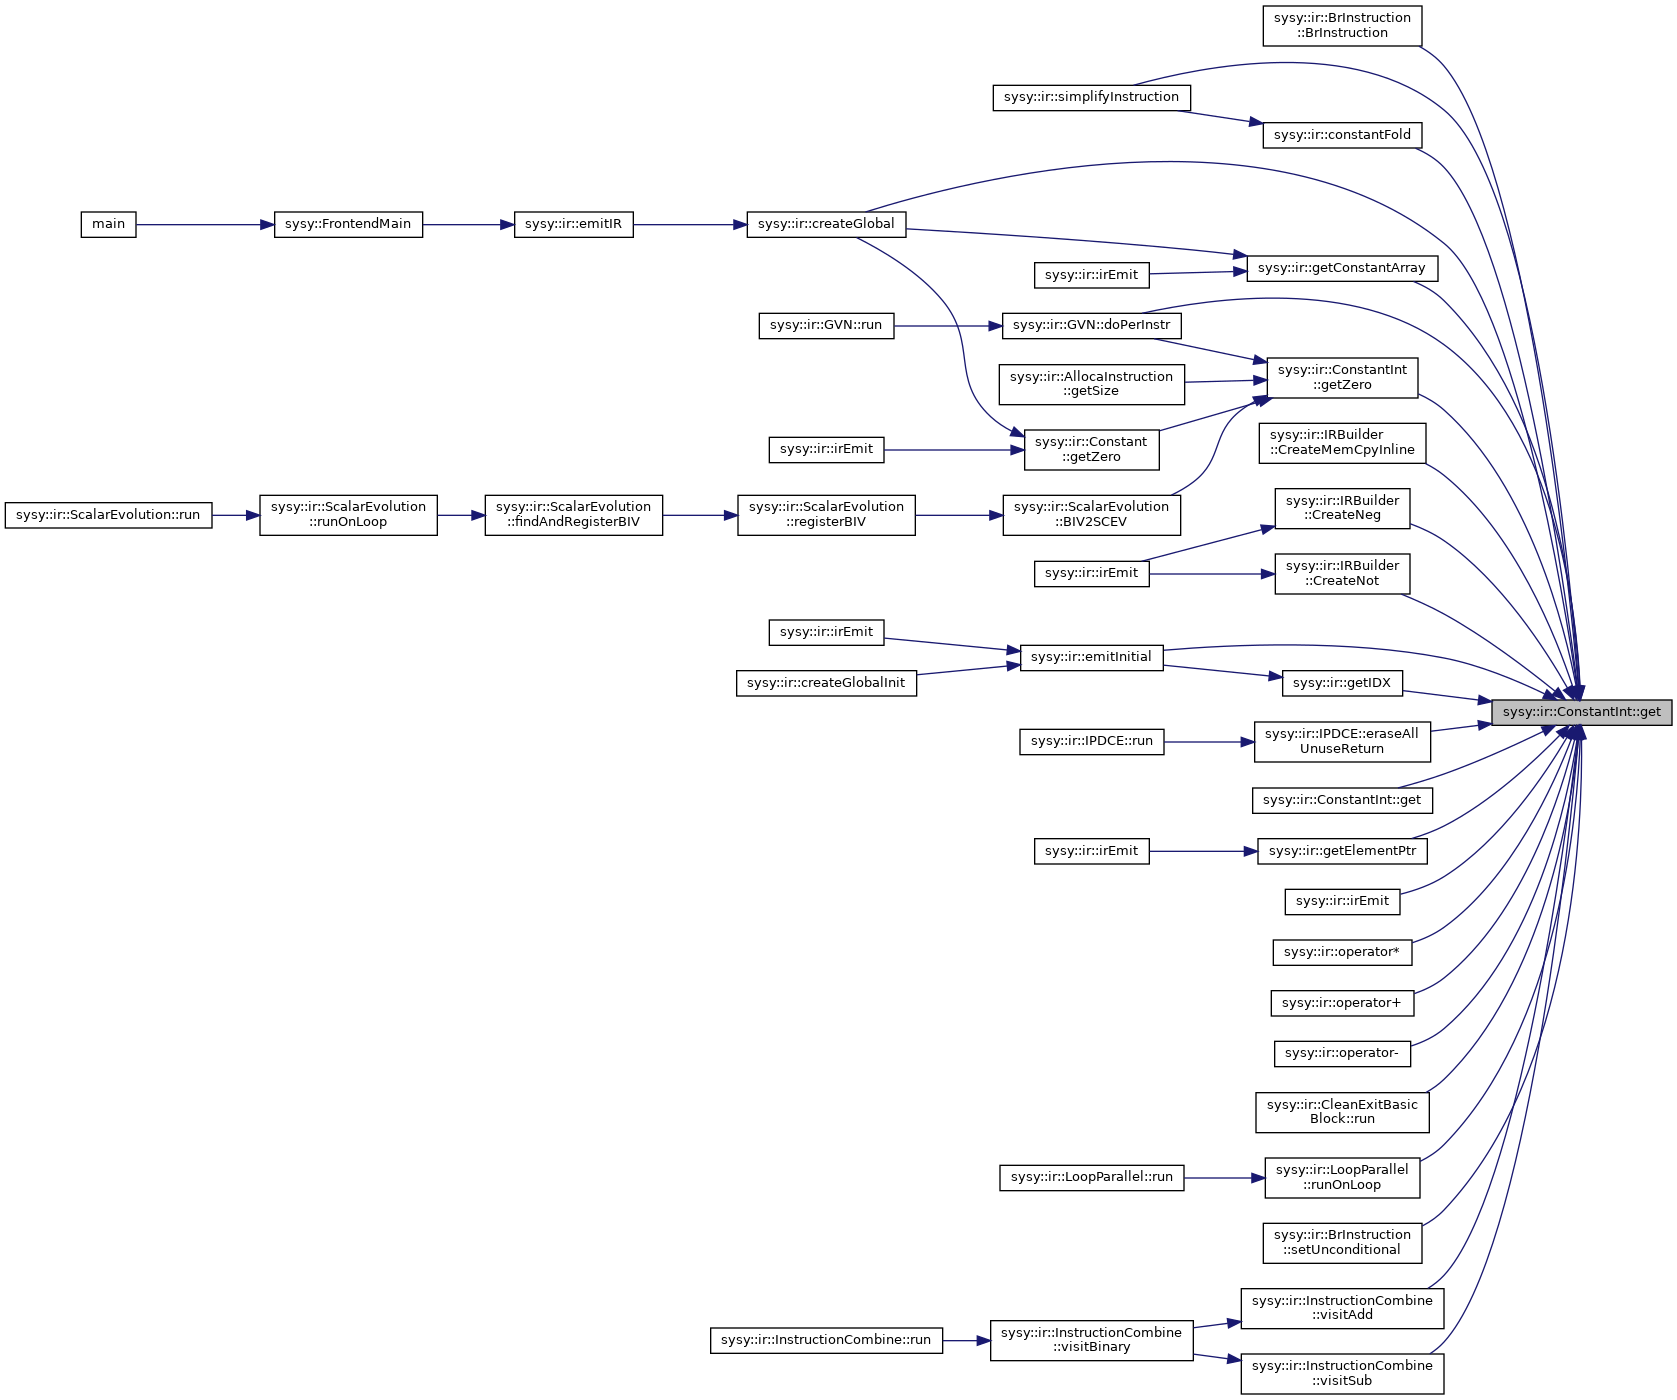 sysy::ir::BrInstruction
::BrInstruction
sysy::ir::simplifyInstruction
sysy::ir::constantFold
main
sysy::FrontendMain
sysy::ir::emitIR
sysy::ir::createGlobal
sysy::ir::getConstantArray
sysy::ir::irEmit
sysy::ir::GVN::run
sysy::ir::GVN::doPerInstr
sysy::ir::ConstantInt
::getZero
sysy::ir::AllocaInstruction
::getSize
sysy::ir::IRBuilder
::CreateMemCpyInline
sysy::ir::irEmit
sysy::ir::Constant
::getZero
sysy::ir::ScalarEvolution::run
sysy::ir::ScalarEvolution
::runOnLoop
sysy::ir::ScalarEvolution
::findAndRegisterBIV
sysy::ir::ScalarEvolution
::registerBIV
sysy::ir::ScalarEvolution
::BIV2SCEV
sysy::ir::IRBuilder
::CreateNeg
sysy::ir::irEmit
sysy::ir::IRBuilder
::CreateNot
sysy::ir::irEmit
sysy::ir::emitInitial
sysy::ir::createGlobalInit
sysy::ir::getIDX
sysy::ir::ConstantInt::get
sysy::ir::IPDCE::run
sysy::ir::IPDCE::eraseAll
UnuseReturn
sysy::ir::ConstantInt::get
sysy::ir::irEmit
sysy::ir::getElementPtr
sysy::ir::irEmit
sysy::ir::operator*
sysy::ir::operator+
sysy::ir::operator-
sysy::ir::CleanExitBasic
Block::run
sysy::ir::LoopParallel::run
sysy::ir::LoopParallel
::runOnLoop
sysy::ir::BrInstruction
::setUnconditional
sysy::ir::InstructionCombine
::visitAdd
sysy::ir::InstructionCombine::run
sysy::ir::InstructionCombine
::visitBinary
sysy::ir::InstructionCombine
::visitSub